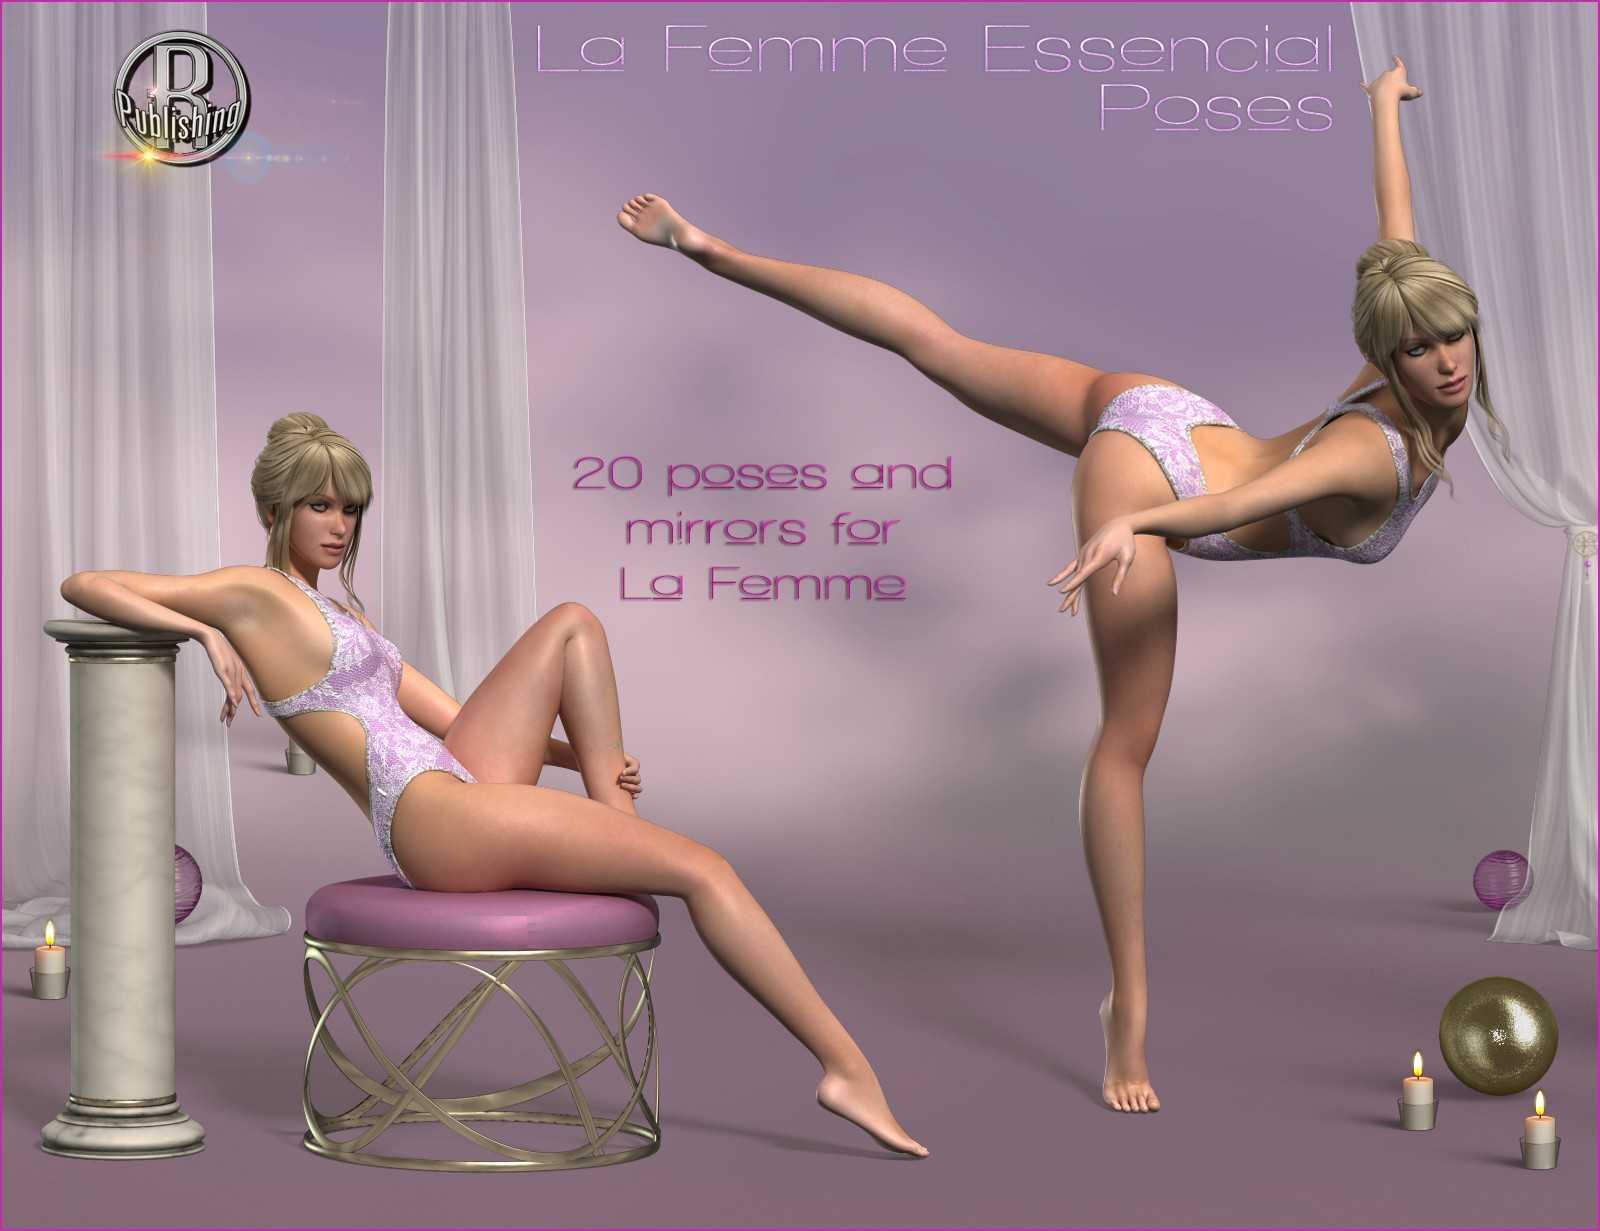 La Femme Essencial
Poses
R
Publishing
20 poses and
mirrors for
La Femme